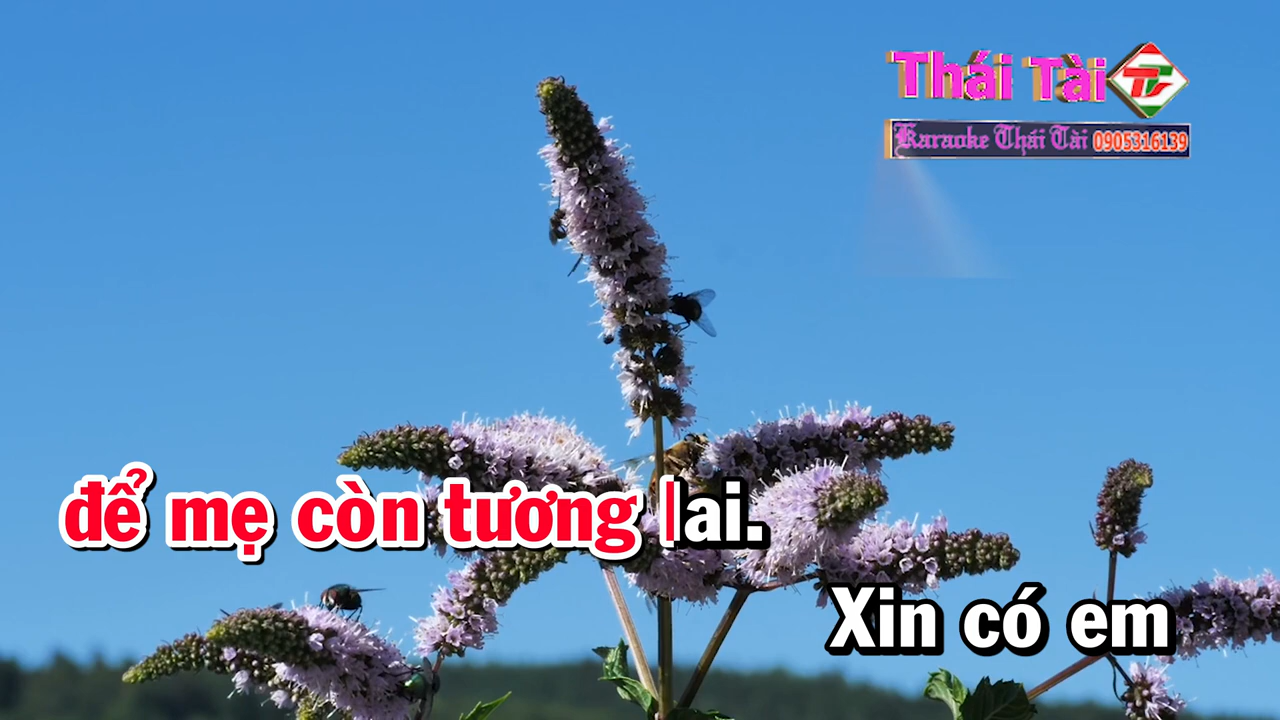 Thái Tài
Karaoke Thái Tài 0905316139
để mẹ còn tương lai.
Xin có em